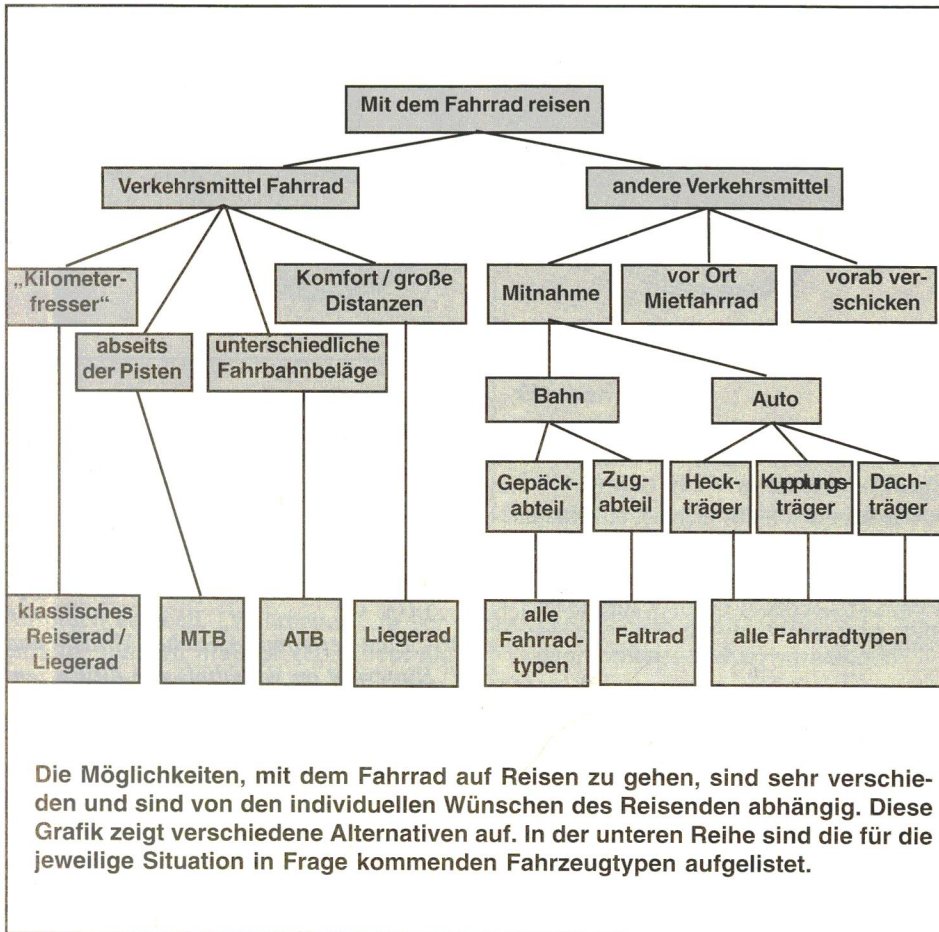 Mit dem Fahrrad reisen
Verkehrsmittel Fahrrad
andere Verkehrsmittel
„Kilometer-
fresser“
Komfort / große
Distanzen
Mitnahme
vor Ort
Mietfahrrad
vorab ver-
schicken
abseits
der Pisten
unterschiedliche
Fahrbahnbeläge
Bahn
Auto
Gepäck-
abteil
Zug-
abteil
Heck-
träger
Kupplungs-
träger
Dach-
träger
klassisches
Reiserad /
Liegerad
MTB
ATB
Liegerad
alle
Fahrrad-
typen
Faltrad
alle Fahrradtypen
Die Möglichkeiten, mit dem Fahrrad auf Reisen zu gehen, sind sehr verschie-
den und sind von den individuellen Wünschen des Reisenden abhängig. Diese
Grafik zeigt verschiedene Alternativen auf. In der unteren Reihe sind die für die
jeweilige Situation in Frage kommenden Fahrzeugtypen aufgelistet.